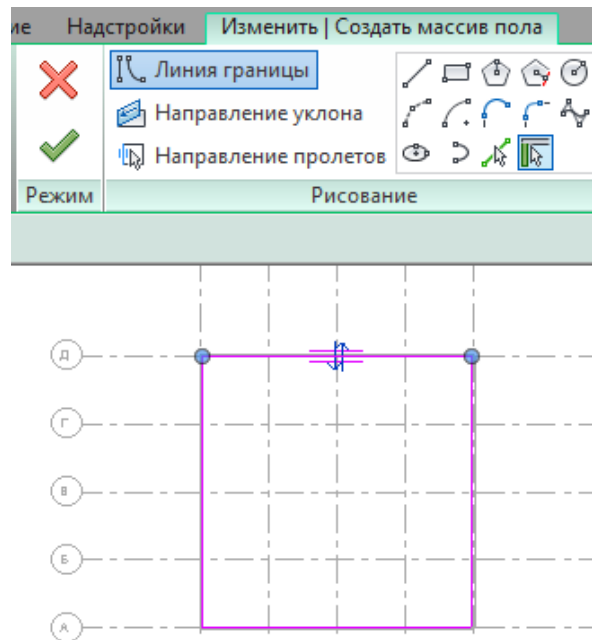 ие Надстройки Изменить | Создать массив пола
Линия границы
Направление уклона
Направление пролетов
Режим Рисование
Д
Г
В
Б
А